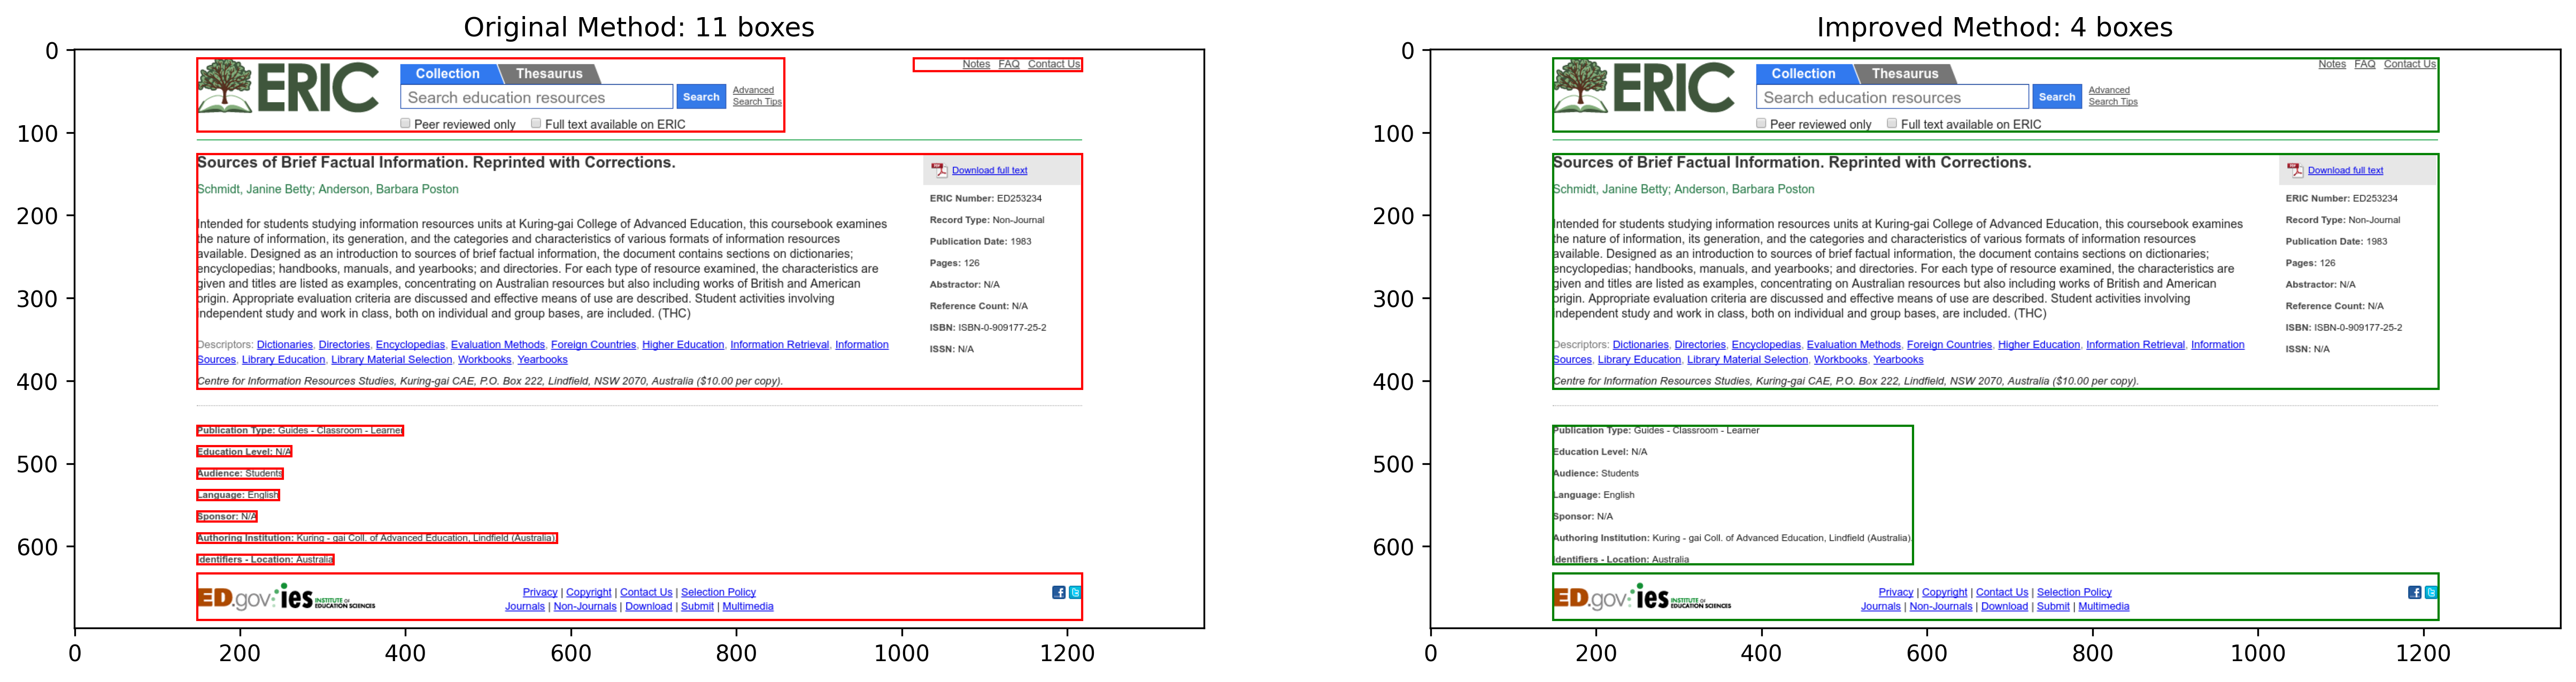 Original Method: 11 boxes
0
100
200
300
400
500
600
0
200
400
600
800
1000
1200
ERIC
Collection
Thesaurus
Search education resources
Search
Advanced
Search Tips
Peer reviewed only
Full text available on ERIC
Notes FAQ Contact Us
Sources of Brief Factual Information. Reprinted with Corrections.
Schmidt, Janine Betty; Anderson, Barbara Poston
Intended for students studying information resources units at Kuring-gai College of Advanced Education, this coursebook examines
the nature of information, its generation, and the categories and characteristics of various formats of information resources
available. Designed as an introduction to sources of brief factual information, the document contains sections on dictionaries;
encyclopedias; handbooks, manuals, and yearbooks; and directories. For each type of resource examined, the characteristics are
given and titles are listed as examples, concentrating on Australian resources but also including works of British and American
origin. Appropriate evaluation criteria are discussed and effective means of use are described. Student activities involving
independent study and work in class, both on individual and group bases, are included. (THC)
Descriptors: Dictionaries, Directories, Encyclopedias, Evaluation Methods, Foreign Countries, Higher Education, Information Retrieval, Information
Sources, Library Education, Library Material Selection, Workbooks, Yearbooks
Centre for Information Resources Studies, Kuring-gai CAE, P.O. Box 222, Lindfield, NSW 2070, Australia ($10.00 per copy).
Download full text
ERIC Number: ED253234
Record Type: Non-Journal
Publication Date: 1983
Pages: 126
Abstractor: N/A
Reference Count: N/A
ISBN: ISBN-0-909177-25-2
ISSN: N/A
Publication Type: Guides - Classroom - Learner
Education Level: N/A
Audience: Students
Language: English
Sponsor: N/A
Authoring Institution: Kuring - gai Coll. of Advanced Education, Lindfield (Australia).
Identifiers - Location: Australia
ED.gov
ies INSTITUTE OF
EDUCATION SCIENCES
Privacy | Copyright | Contact Us | Selection Policy
Journals | Non-Journals | Download | Submit | Multimedia
Improved Method: 4 boxes
0
100
200
300
400
500
600
0
200
400
600
800
1000
1200
ERIC
Collection
Thesaurus
Search education resources
Search
Advanced
Search Tips
Peer reviewed only
Full text available on ERIC
Notes FAQ Contact Us
Sources of Brief Factual Information. Reprinted with Corrections.
Schmidt, Janine Betty; Anderson, Barbara Poston
Intended for students studying information resources units at Kuring-gai College of Advanced Education, this coursebook examines
the nature of information, its generation, and the categories and characteristics of various formats of information resources
available. Designed as an introduction to sources of brief factual information, the document contains sections on dictionaries;
encyclopedias; handbooks, manuals, and yearbooks; and directories. For each type of resource examined, the characteristics are
given and titles are listed as examples, concentrating on Australian resources but also including works of British and American
origin. Appropriate evaluation criteria are discussed and effective means of use are described. Student activities involving
independent study and work in class, both on individual and group bases, are included. (THC)
Descriptors: Dictionaries, Directories, Encyclopedias, Evaluation Methods, Foreign Countries, Higher Education, Information Retrieval, Information
Sources, Library Education, Library Material Selection, Workbooks, Yearbooks
Centre for Information Resources Studies, Kuring-gai CAE, P.O. Box 222, Lindfield, NSW 2070, Australia ($10.00 per copy).
Download full text
ERIC Number: ED253234
Record Type: Non-Journal
Publication Date: 1983
Pages: 126
Abstractor: N/A
Reference Count: N/A
ISBN: ISBN-0-909177-25-2
ISSN: N/A
Publication Type: Guides - Classroom - Learner
Education Level: N/A
Audience: Students
Language: English
Sponsor: N/A
Authoring Institution: Kuring - gai Coll. of Advanced Education, Lindfield (Australia).
Identifiers - Location: Australia
ED.gov
ies INSTITUTE OF
EDUCATION SCIENCES
Privacy | Copyright | Contact Us | Selection Policy
Journals | Non-Journals | Download | Submit | Multimedia